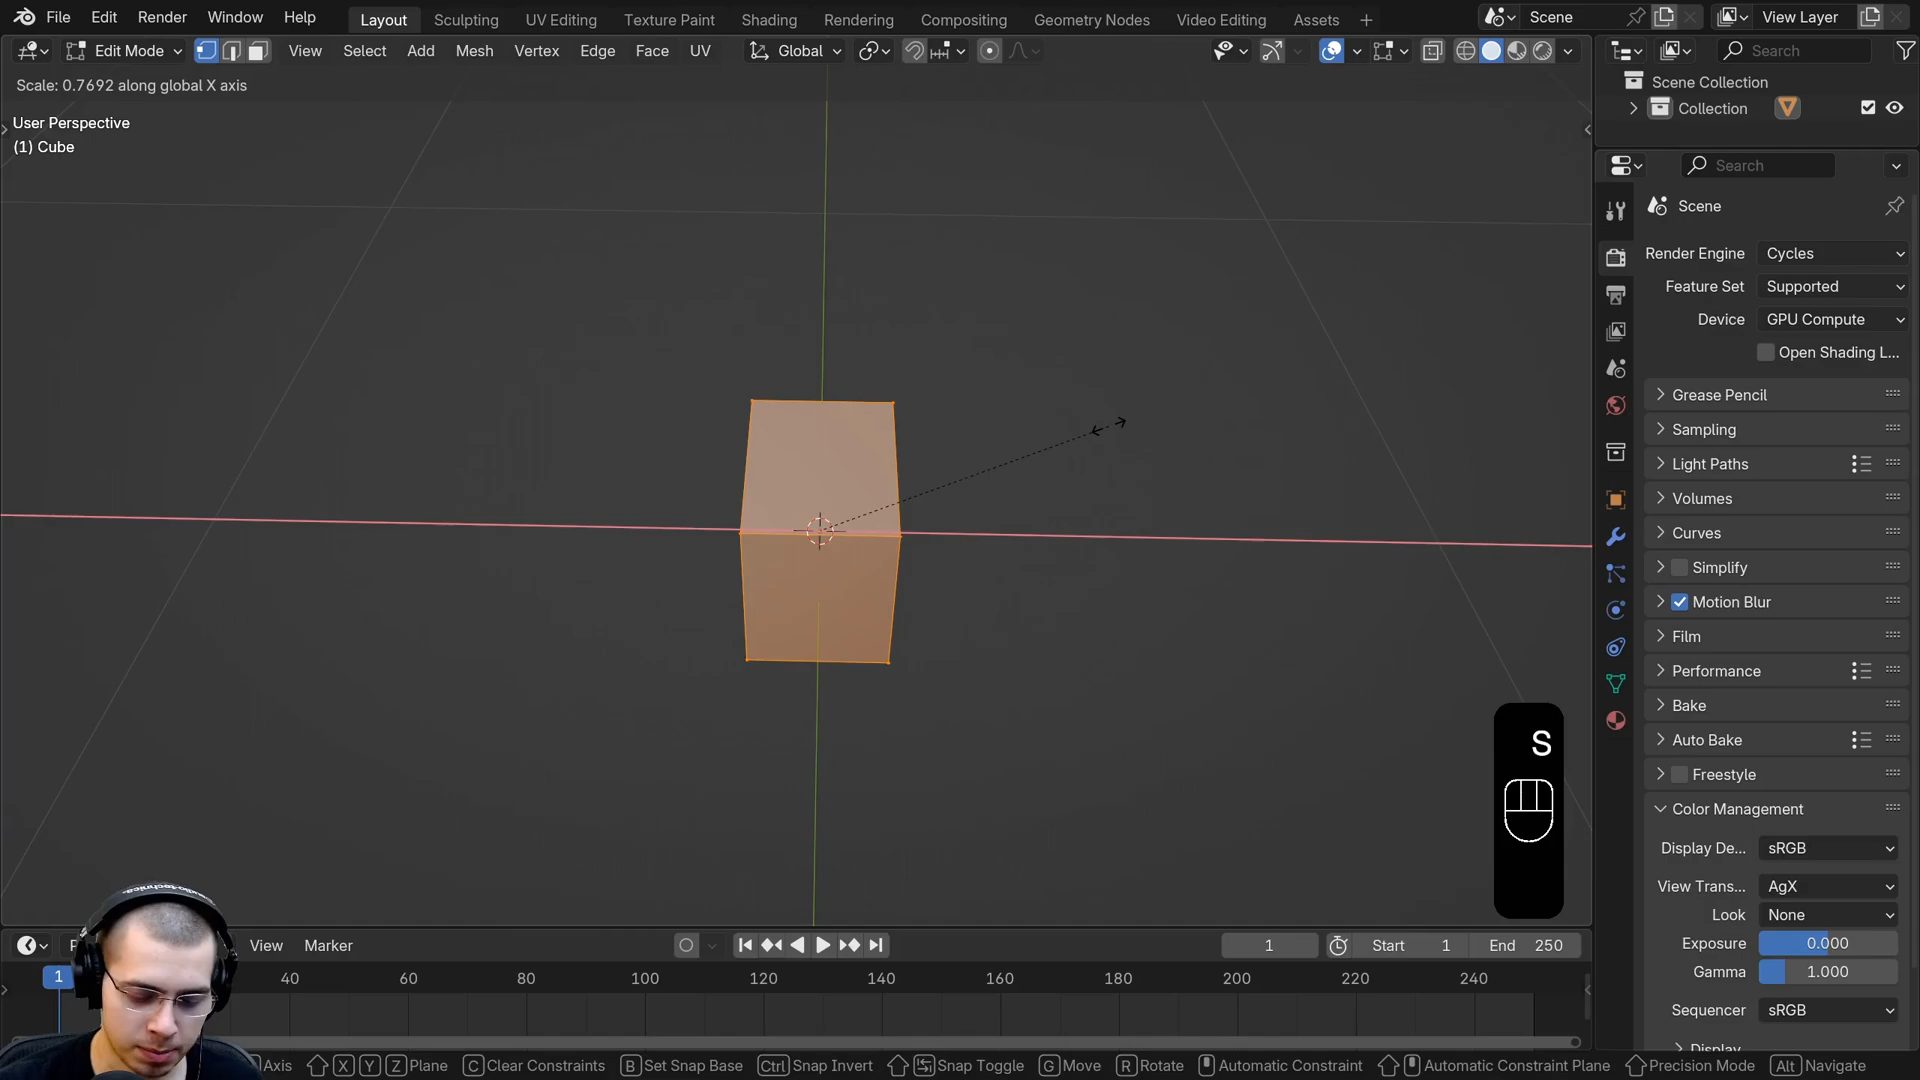 File Edit Render Window Help Layout Sculpting UV Editing Texture Paint Shading Rendering Compositing Geometry Nodes Video Editing Assets + Scene View Layer
Edit Mode View Select Add Mesh Vertex Edge Face UV Global Search
Scale: 0.7692 along global X axis
Scene Collection
Collection
User Perspective
(1) Cube
Search
Scene
Render Engine Cycles
Feature Set Supported
Device GPU Compute
Open Shading L...
Grease Pencil
Sampling
Light Paths
Volumes
Curves
Simplify
Motion Blur
Film
Performance
Bake
Auto Bake
Freestyle
Color Management
Display De... sRGB
View Trans... AgX
Look None
Exposure 0.000
Gamma 1.000
Sequencer sRGB
S
View Marker 1 Start 1 End 250
1 40 60 80 100 120 140 160 180 200 220 240
Axis X Y Z Plane C Clear Constraints B Set Snap Base Ctrl Snap Invert Snap Toggle G Move R Rotate Automatic Constraint Automatic Constraint Plane Precision Mode Alt Navigate